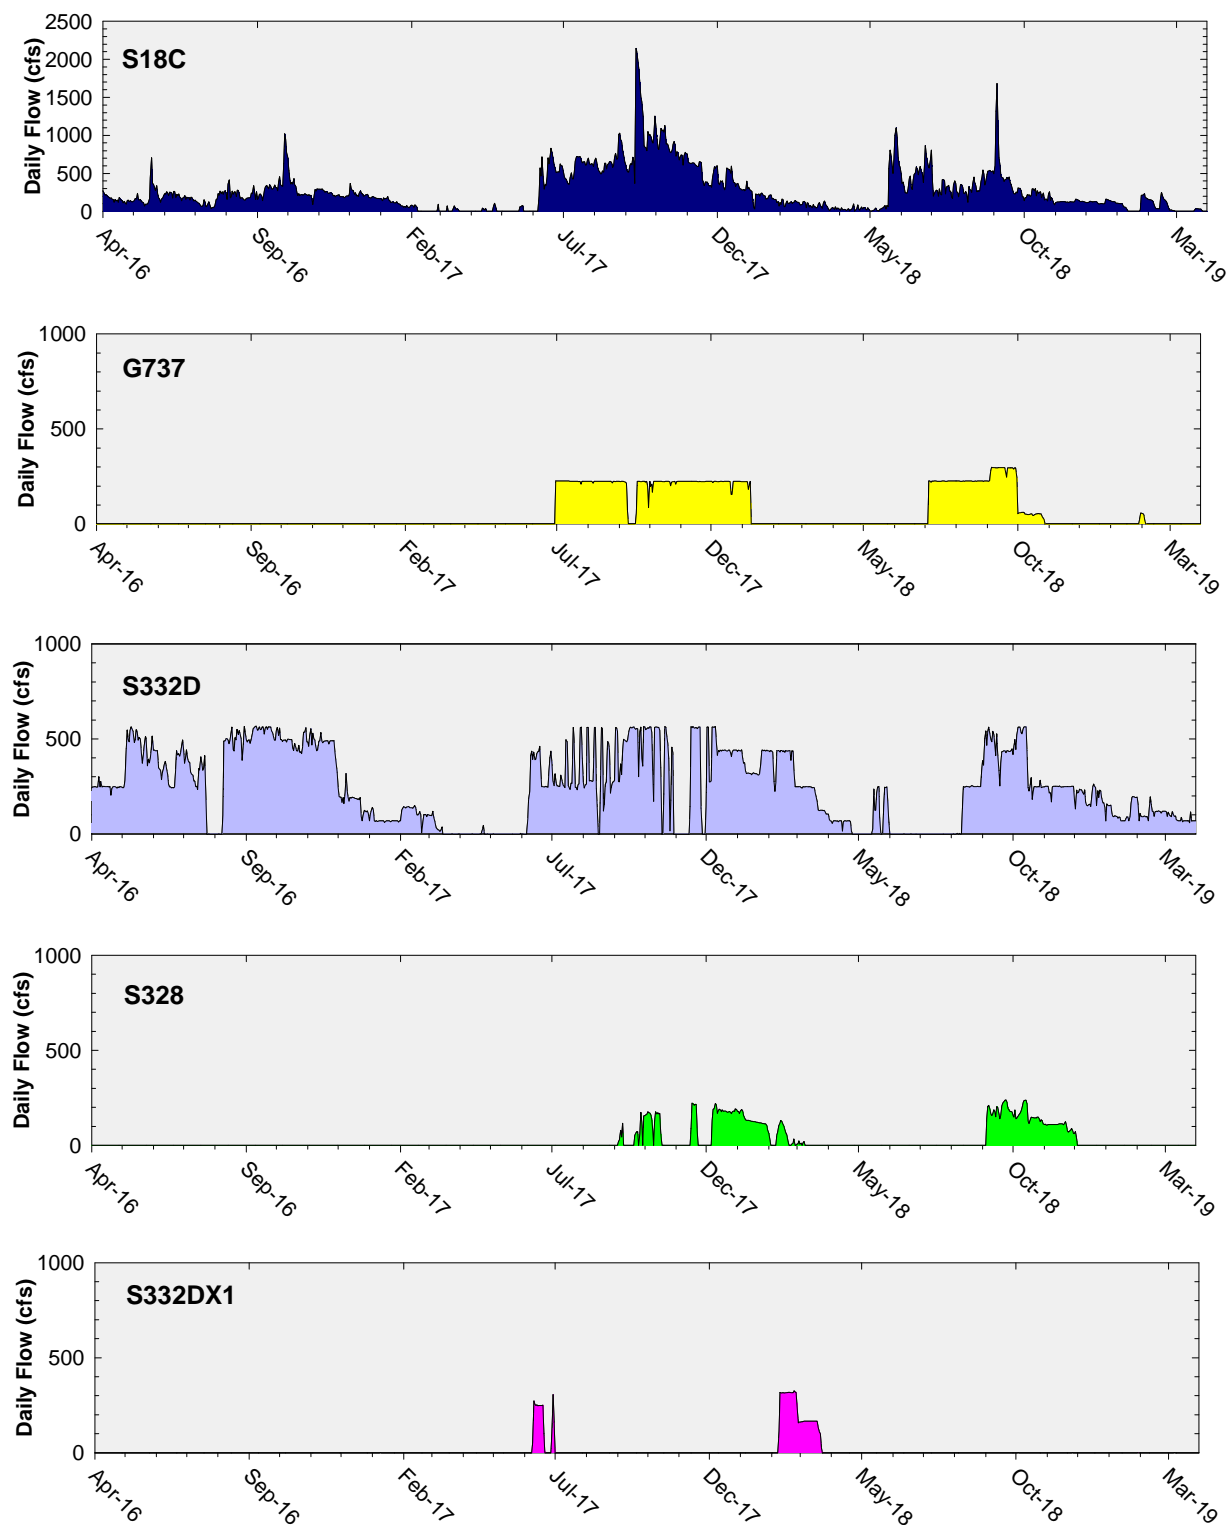 2500
2000
1500
1000
500
0
Daily Flow (cfs)
S18C
Apr-16
Sep-16
Feb-17
Jul-17
Dec-17
May-18
Oct-18
Mar-19
1000
500
0
Daily Flow (cfs)
G737
Apr-16
Sep-16
Feb-17
Jul-17
Dec-17
May-18
Oct-18
Mar-19
1000
500
0
Daily Flow (cfs)
S332D
Apr-16
Sep-16
Feb-17
Jul-17
Dec-17
May-18
Oct-18
Mar-19
1000
500
0
Daily Flow (cfs)
S328
Apr-16
Sep-16
Feb-17
Jul-17
Dec-17
May-18
Oct-18
Mar-19
1000
500
0
Daily Flow (cfs)
S332DX1
Apr-16
Sep-16
Feb-17
Jul-17
Dec-17
May-18
Oct-18
Mar-19